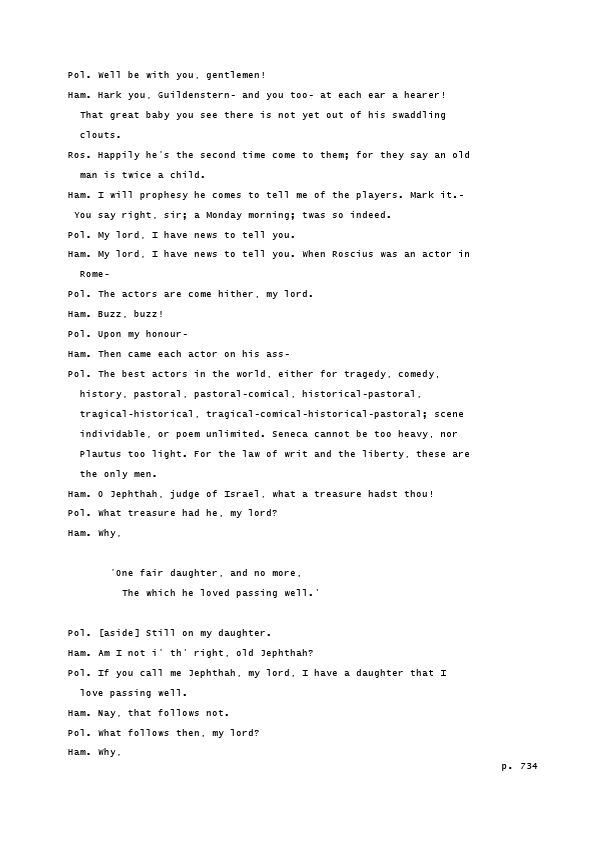 Pol. Well be with you, gentlemen!
Ham. Hark you, Guildenstern- and you too- at each ear a hearer!
That great baby you see there is not yet out of his swaddling
clouts.
Ros. Happily he's the second time come to them; for they say an old
man is twice a child.
Ham. I will prophesy he comes to tell me of the players. Mark it.-
You say right, sir; a Monday morning; twas so indeed.
Pol. My lord, I have news to tell you.
Ham. My lord, I have news to tell you. When Roscius was an actor in
Rome-
Pol. The actors are come hither, my lord.
Ham. Buzz, buzz!
Pol. Upon my honour-
Ham. Then came each actor on his ass-
Pol. The best actors in the world, either for tragedy, comedy,
history, pastoral, pastoral-comical, historical-pastoral,
tragical-historical, tragical-comical-historical-pastoral; scene
individable, or poem unlimited. Seneca cannot be too heavy, nor
Plautus too light. For the law of writ and the liberty, these are
the only men.
Ham. O Jephthah, judge of Israel, what a treasure hadst thou!
Pol. What treasure had he, my lord?
Ham. Why,
'One fair daughter, and no more,
The which he loved passing well.'
Pol. [aside] Still on my daughter.
Ham. Am I not i' th' right, old Jephthah?
Pol. If you call me Jephthah, my lord, I have a daughter that I
love passing well.
Ham. Nay, that follows not.
Pol. What follows then, my lord?
Ham. Why,
p. 734